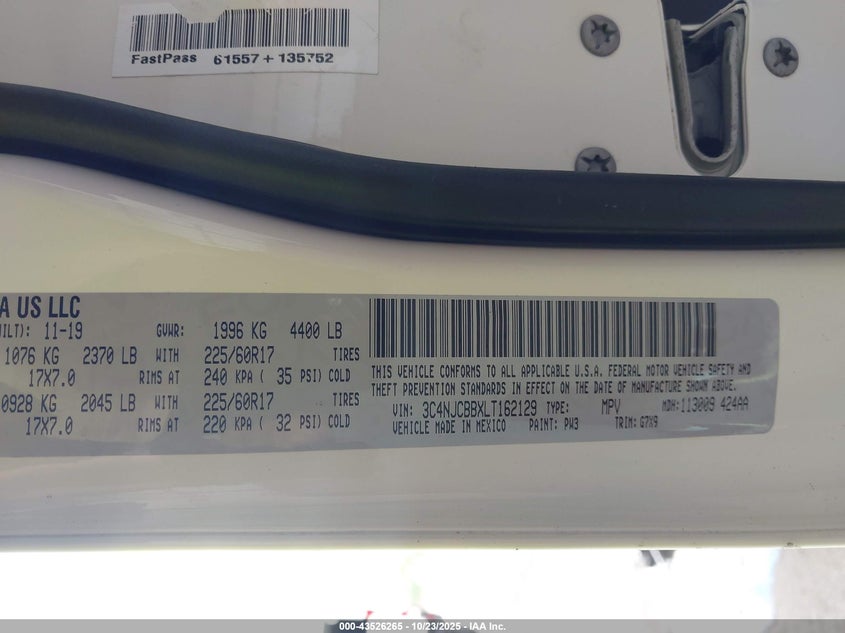 FastPass 61557+135752
A US LLC
UILT): 11-19 GVWR: 1996 KG 4400 LB
1076 KG 2370 LB WITH 225/60R17 TIRES
17X7.0 RIMS AT 240 KPA ( 35 PSI) COLD
0928 KG 2045 LB WITH 225/60R17 TIRES
17X7.0 RIMS AT 220 KPA ( 32 PSI) COLD
THIS VEHICLE CONFORMS TO ALL APPLICABLE U.S.A. FEDERAL MOTOR VEHICLE SAFETY AND
THEFT PREVENTION STANDARDS IN EFFECT ON THE DATE OF MANUFACTURE SHOWN ABOVE.
VIN: 3C4NJCBBXLT162129 TYPE: MPV MDH: 113009 424AA
VEHICLE MADE IN MEXICO PAINT: PW3 TRIM: G7X9
000-43526265 - 10/23/2025 - IAA Inc.